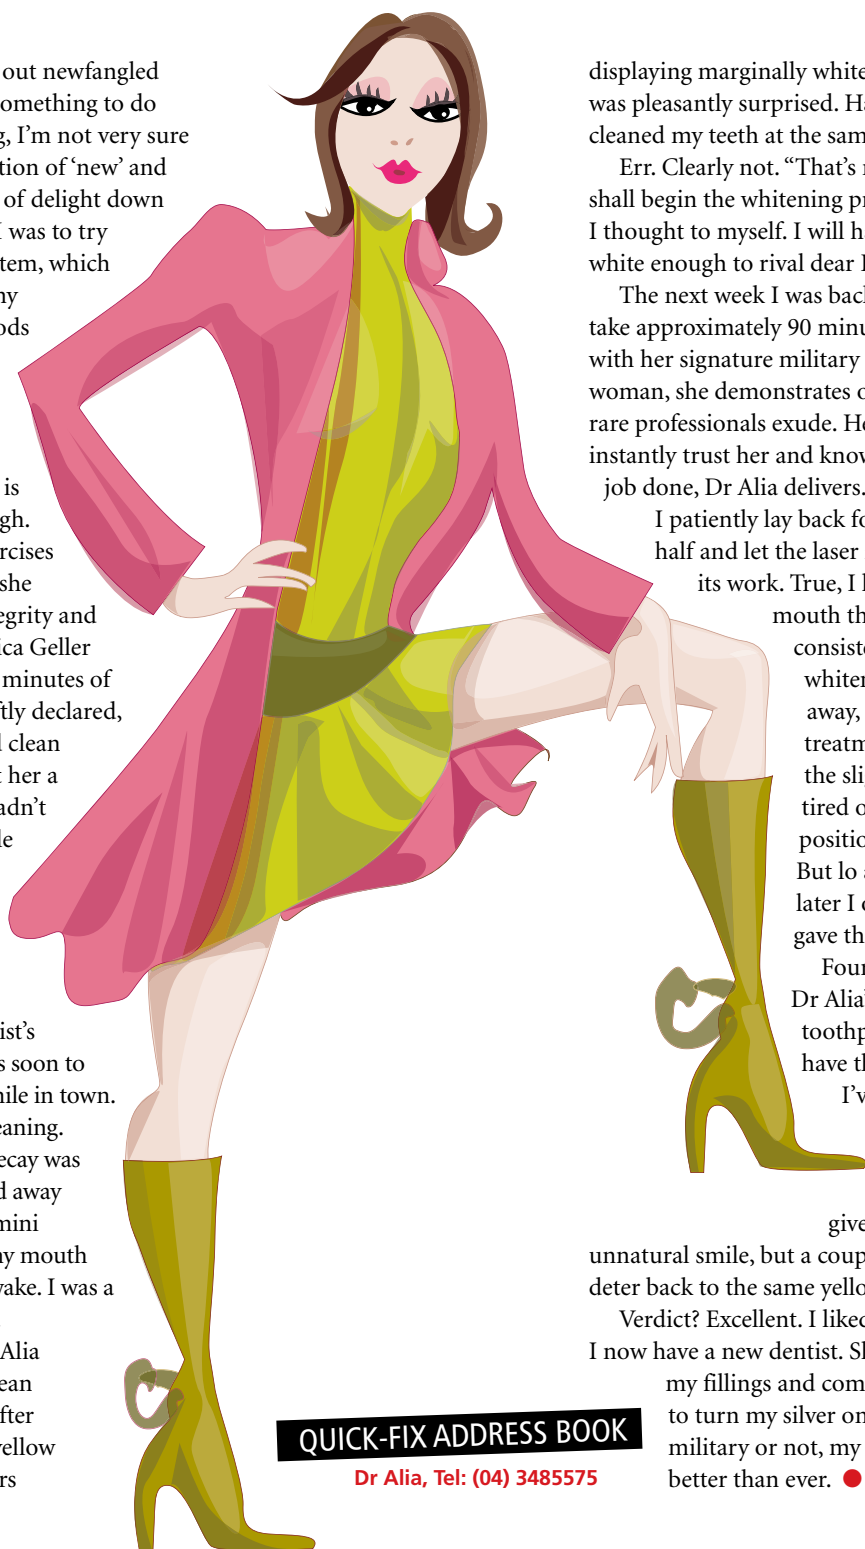 out newfangled
omething to do
g, I’m not very sure
tion of ‘new’ and
of delight down
I was to try
tem, which
ny
ods
is
gh.
rcises
she
egrity and
ica Geller
minutes of
ftly declared,
d clean
t her a
adn’t
le
ist’s
s soon to
nile in town.
eaning.
ecay was
d away
mini
ny mouth
vake. I was a
Alia
ean
fter
yellow
rs
displaying marginally white
was pleasantly surprised. Ha
cleaned my teeth at the sam
Err. Clearly not. “That’s n
shall begin the whitening pr
I thought to myself. I will ha
white enough to rival dear
The next week I was back
take approximately 90 minu
with her signature military
woman, she demonstrates o
rare professionals exude. He
instantly trust her and know
job done, Dr Alia delivers.
I patiently lay back fo
half and let the laser
its work. True, I
mouth th
consiste
whiten
away,
treatm
the sli
tired o
positio
But lo a
later I o
gave th
Four
Dr Alia’
toothp
have th
I’v
give
unnatural smile, but a coup
deter back to the same yello
Verdict? Excellent. I liked
I now have a new dentist. Sh
my fillings and com
to turn my silver on
military or not, my
better than ever.
QUICK-FIX ADDRESS BOOK
Dr Alia, Tel: (04) 3485575